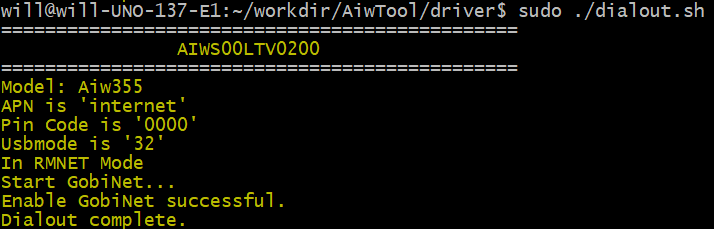 will@will-UNO-137-E1:~/workdir/AiwTool/driver$ sudo ./dialout.sh
===============================================
AIWS00LTV0200
===============================================
Model: Aiw355
APN is 'internet'
Pin Code is '0000'
Usbmode is '32'
In RMNET Mode
Start GobiNet...
Enable GobiNet successful.
Dialout complete.